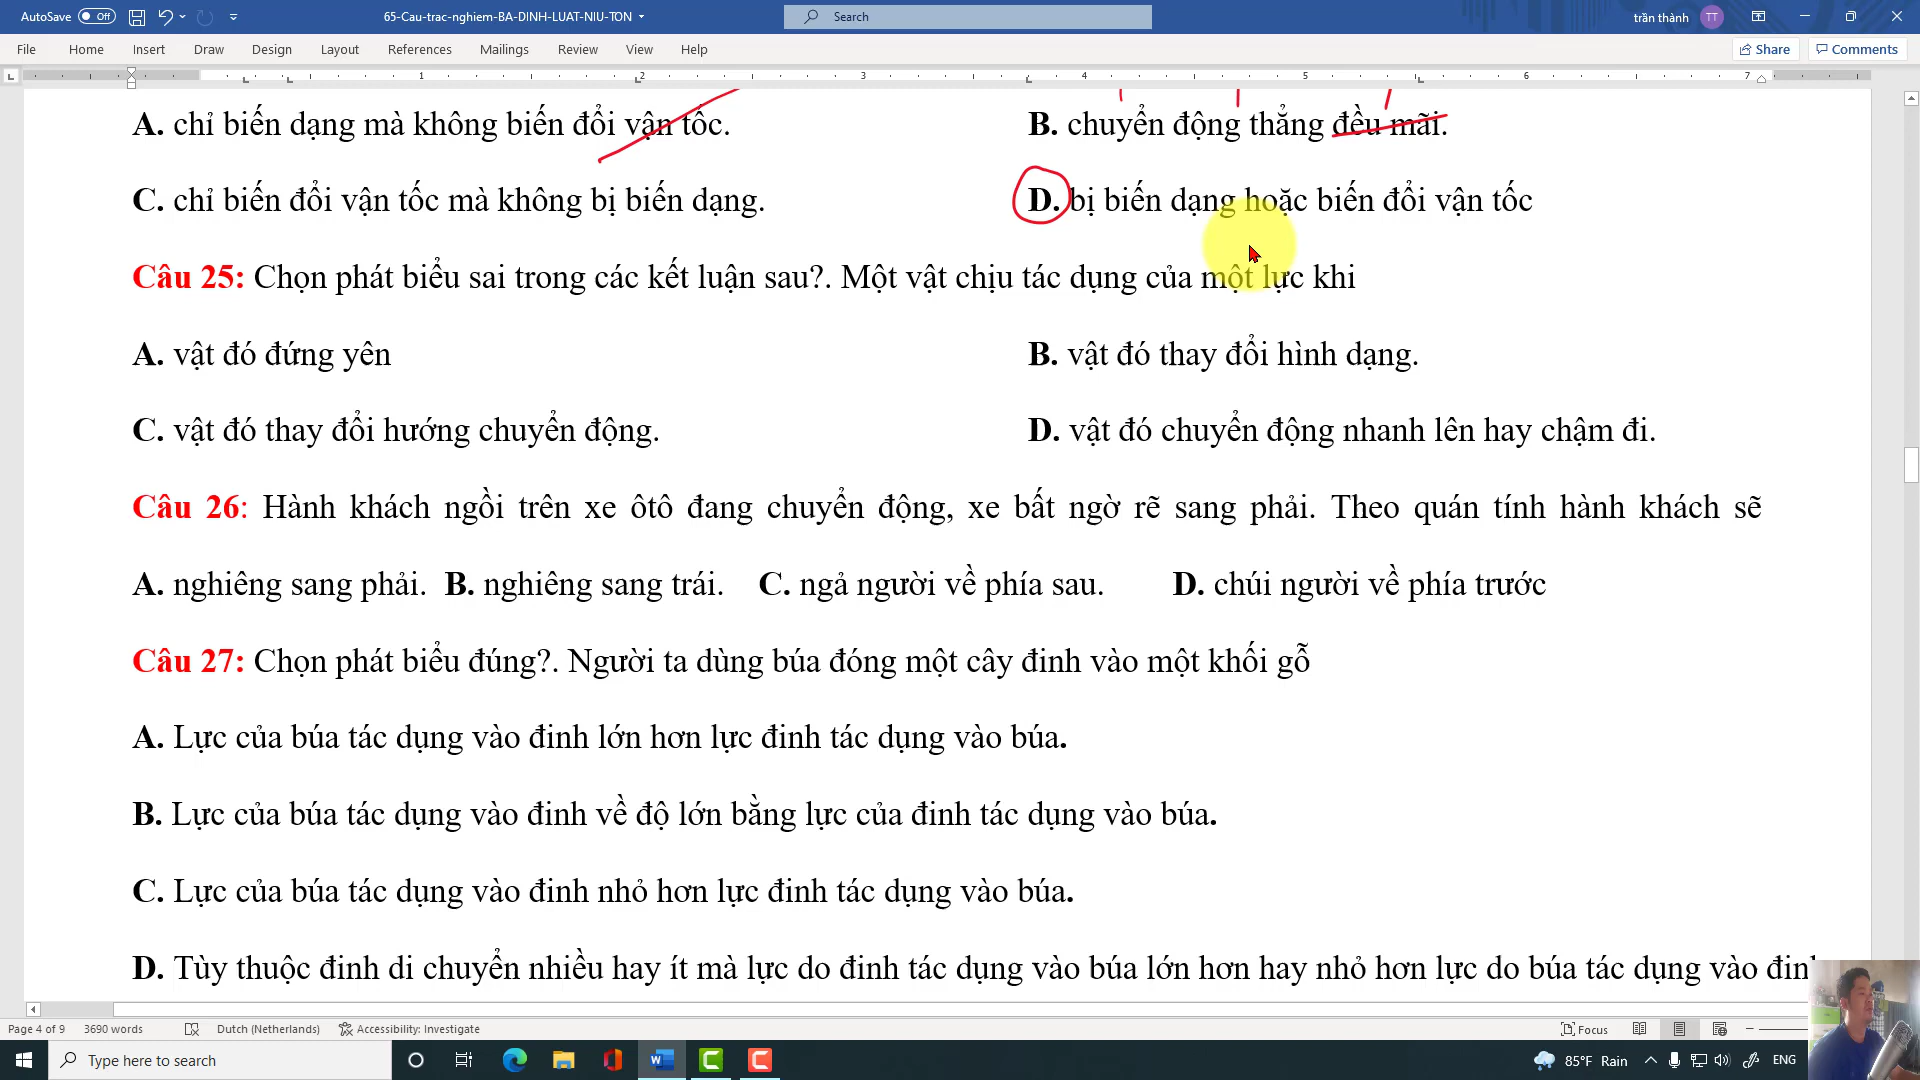 AutoSave Off 65-Cau-trac-nghiem-BA-DINH-LUAT-NIU-TON Search trần thành TT
File Home Insert Draw Design Layout References Mailings Review View Help Share Comments
1 2 3 4 5 6 7
A. chỉ biến dạng mà không biến đổi vận tốc. B. chuyển động thẳng đều mãi.
C. chỉ biến đổi vận tốc mà không bị biến dạng. D. bị biến dạng hoặc biến đổi vận tốc
Câu 25: Chọn phát biểu sai trong các kết luận sau?. Một vật chịu tác dụng của một lực khi
A. vật đó đứng yên B. vật đó thay đổi hình dạng.
C. vật đó thay đổi hướng chuyển động. D. vật đó chuyển động nhanh lên hay chậm đi.
Câu 26: Hành khách ngồi trên xe ôtô đang chuyển động, xe bất ngờ rẽ sang phải. Theo quán tính hành khách sẽ
A. nghiêng sang phải. B. nghiêng sang trái. C. ngả người về phía sau. D. chúi người về phía trước
Câu 27: Chọn phát biểu đúng?. Người ta dùng búa đóng một cây đinh vào một khối gỗ
A. Lực của búa tác dụng vào đinh lớn hơn lực đinh tác dụng vào búa.
B. Lực của búa tác dụng vào đinh về độ lớn bằng lực của đinh tác dụng vào búa.
C. Lực của búa tác dụng vào đinh nhỏ hơn lực đinh tác dụng vào búa.
D. Tùy thuộc đinh di chuyển nhiều hay ít mà lực do đinh tác dụng vào búa lớn hơn hay nhỏ hơn lực do búa tác dụng vào
Page 4 of 9 3690 words Dutch (Netherlands) Accessibility: Investigate Focus
Type here to search 85°F Rain ENG